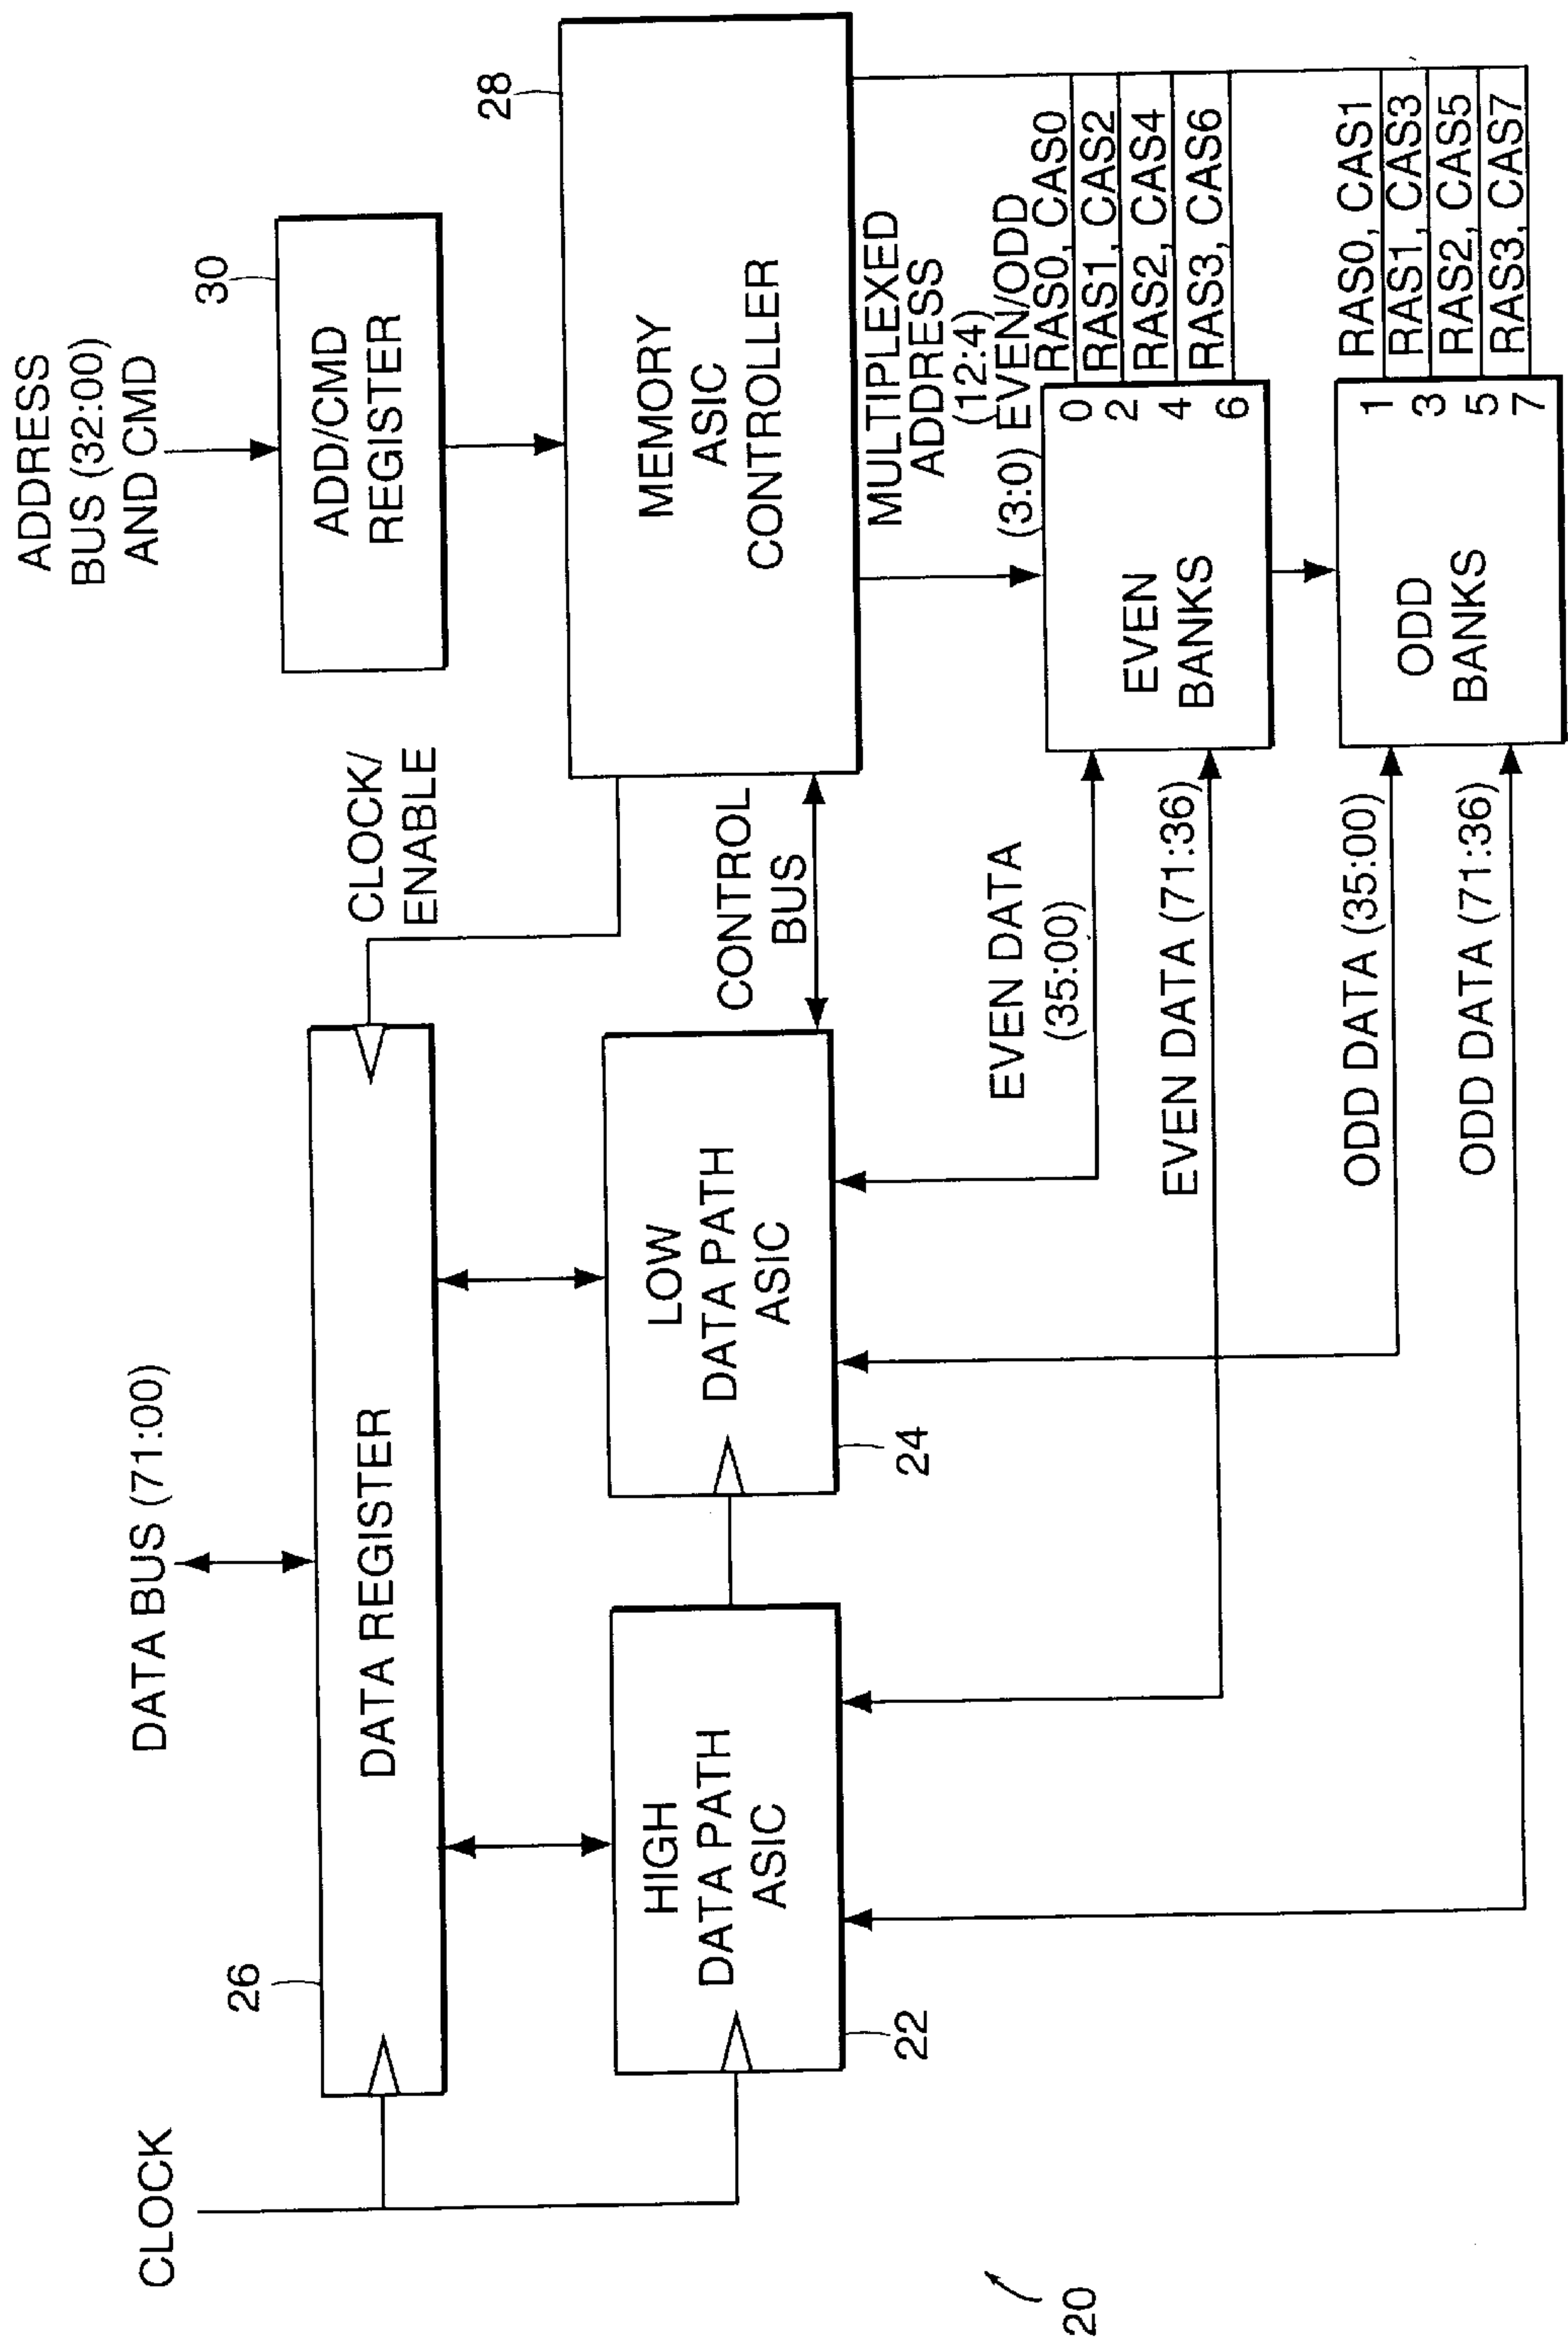 ADDRESS
BUS (32:00)
AND CMD
30
ADD/CMD
REGISTER
28
MEMORY
ASIC
CONTROLLER
CLOCK/
ENABLE
DATA BUS (71:00)
26
DATA REGISTER
CLOCK
HIGH
DATA PATH
ASIC
22
LOW
DATA PATH
ASIC
24
CONTROL
BUS
MULTIPLEXED
ADDRESS
(12:4)
(3:0) EVEN/ODD
RAS0, CAS0
RAS1, CAS2
RAS2, CAS4
RAS3, CAS6
EVEN DATA
(35:00)
EVEN DATA (71:36)
EVEN
BANKS
0
2
4
6
RAS0, CAS1
RAS1, CAS3
RAS2, CAS5
RAS3, CAS7
ODD DATA (35:00)
ODD DATA (71:36)
ODD
BANKS
1
3
5
7
20